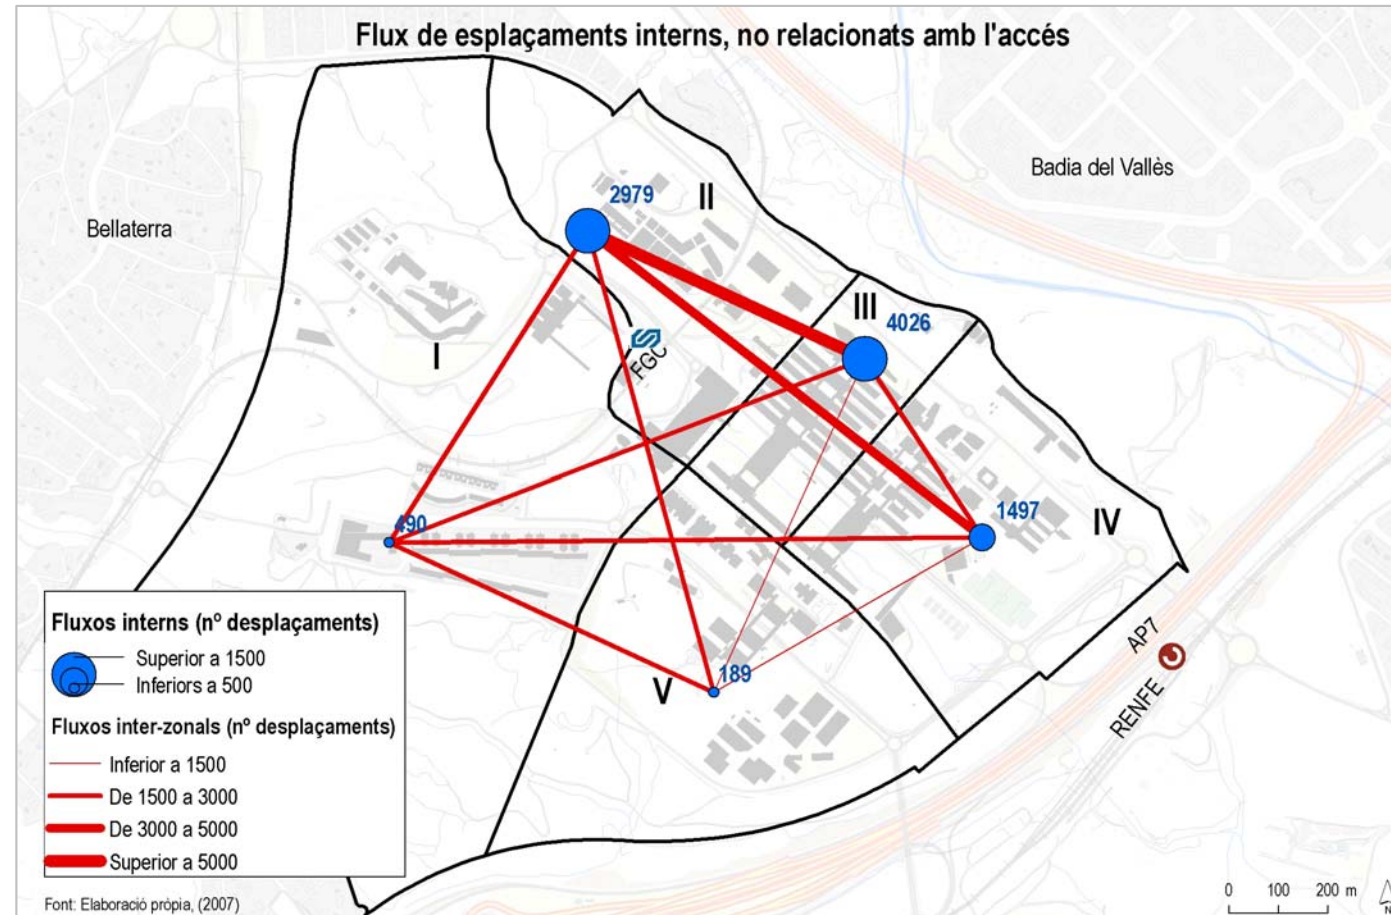 Flux de esplaçaments interns, no relacionats amb l'accés
Badia del Vallès
Bellaterra
2979
II
III
4026
I
FGC
490
1497
IV
189
V
AP7
RENFE
Fluxos interns (nº desplaçaments)
Superior a 1500
Inferiors a 500
Fluxos inter-zonals (nº desplaçaments)
Inferior a 1500
De 1500 a 3000
De 3000 a 5000
Superior a 5000
Font: Elaboració pròpia, (2007)
0 100 200 m
N